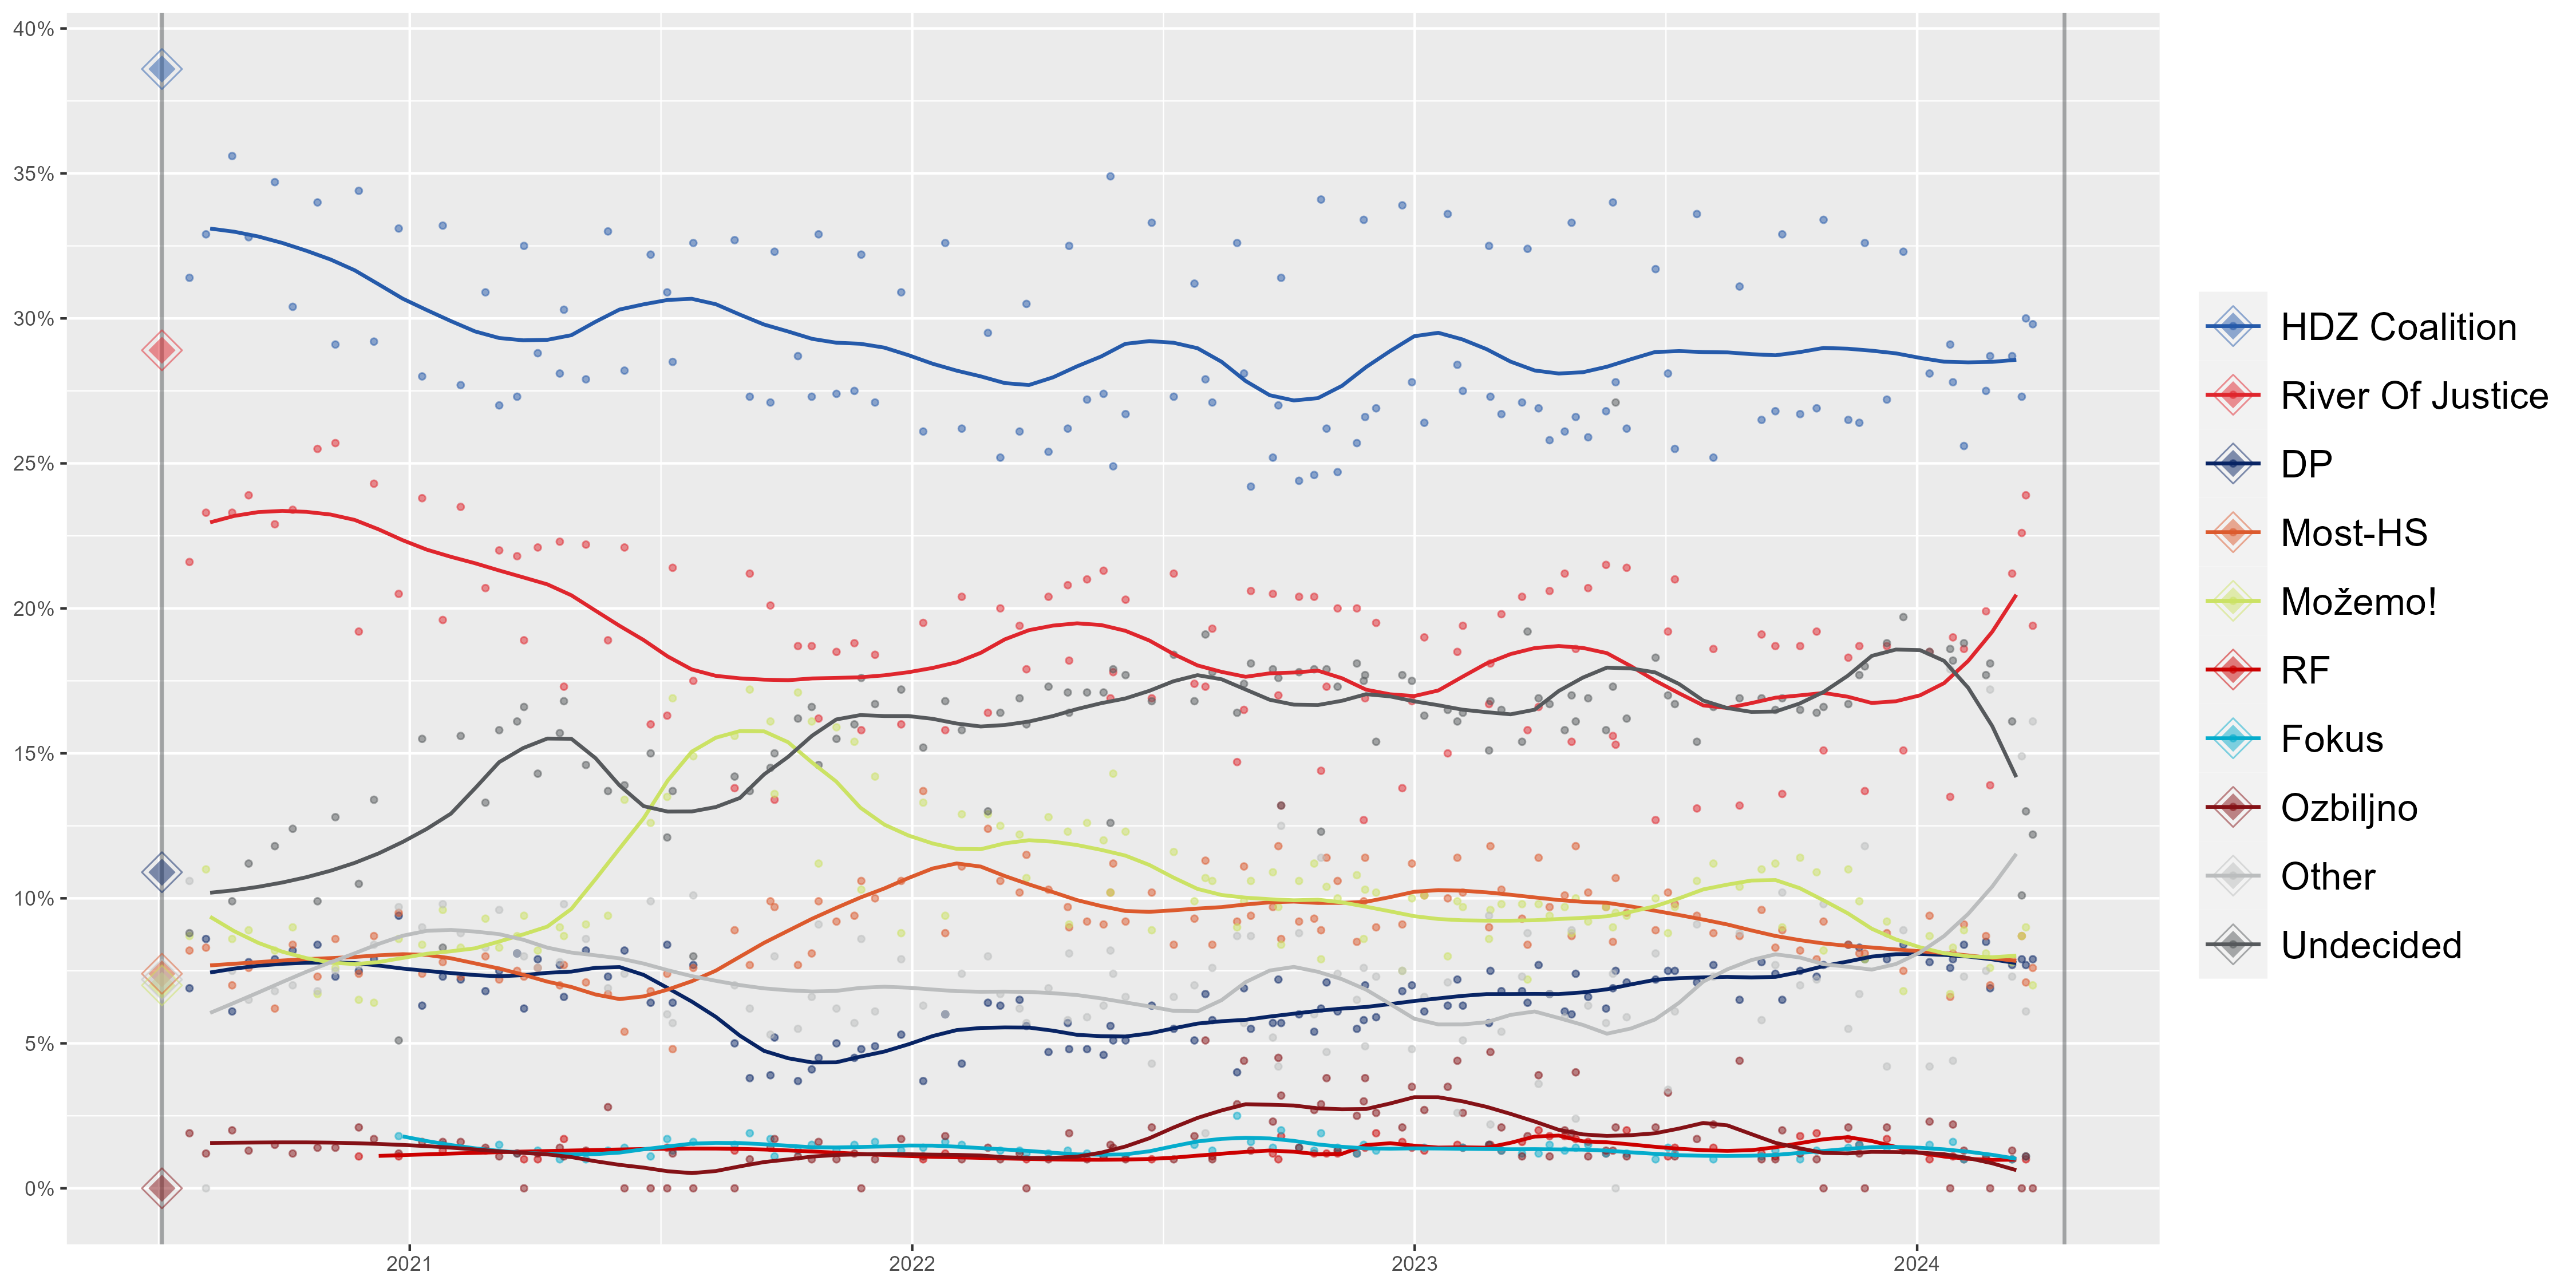 40%
35%
30%
25%
20%
15%
10%
5%
0%
2021
2022
2023
2024
HDZ Coalition
River Of Justice
DP
Most-HS
Možemo!
RF
Fokus
Ozbiljno
Other
Undecided